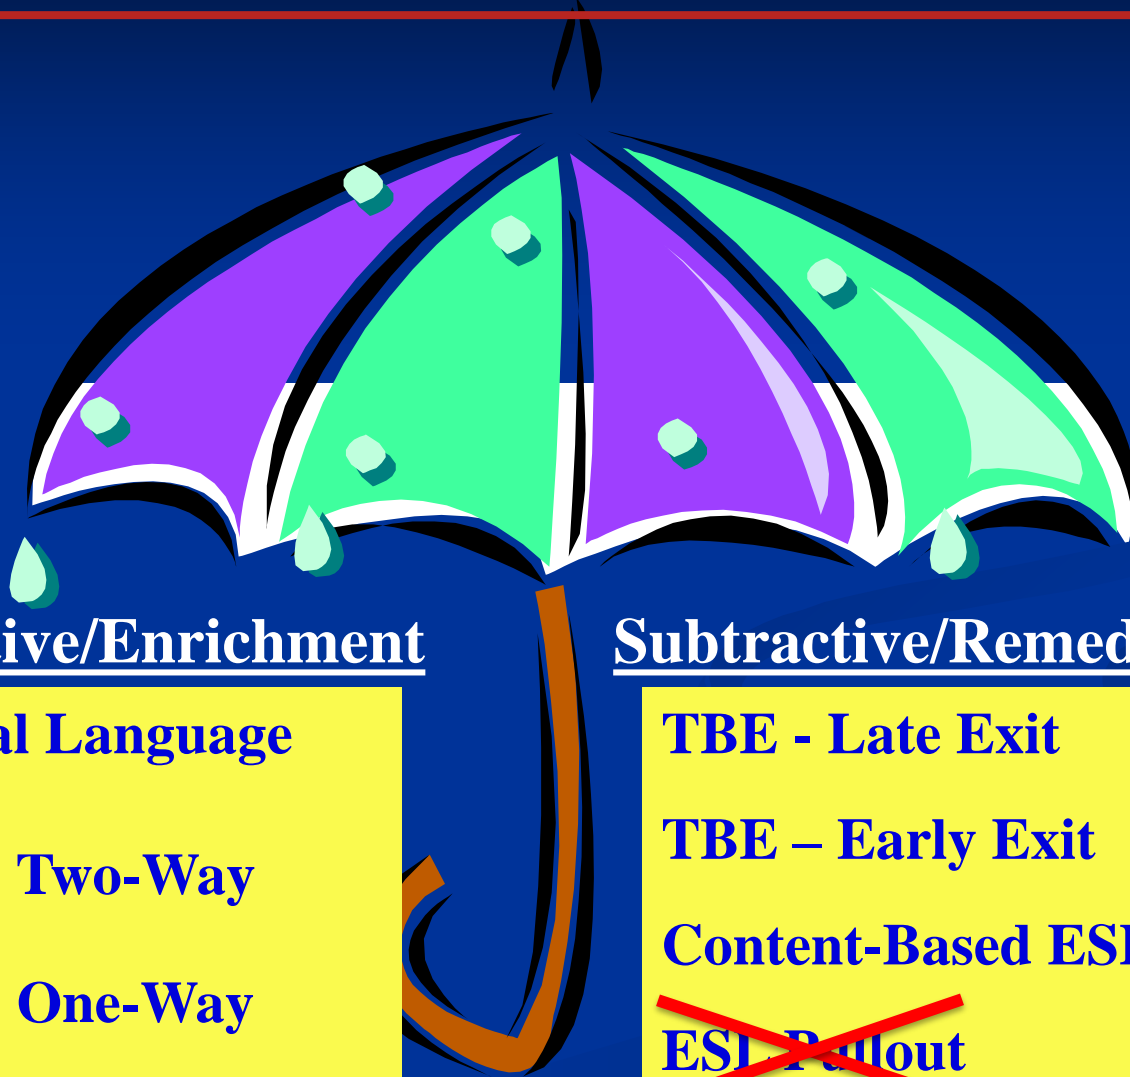 ive/Enrichment
Subtractive/Remed
al Language
Two-Way
One-Way
TBE - Late Exit
TBE – Early Exit
Content-Based ESL
ESL Pullout